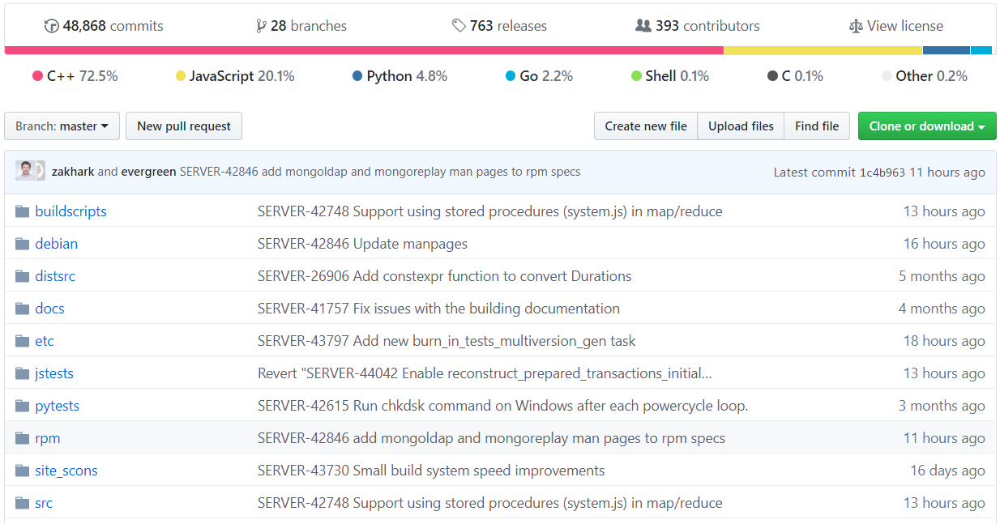 48,868 commits 28 branches 763 releases 393 contributors View license
C++ 72.5% JavaScript 20.1% Python 4.8% Go 2.2% Shell 0.1% C 0.1% Other 0.2%
Branch: master New pull request Create new file Upload files Find file Clone or download
zakhark and evergreen SERVER-42846 add mongoldap and mongoreplay man pages to rpm specs Latest commit 1c4b963 11 hours ago
buildscripts SERVER-42748 Support using stored procedures (system.js) in map/reduce 13 hours ago
debian SERVER-42846 Update manpages 16 hours ago
distsrc SERVER-26906 Add constexpr function to convert Durations 5 months ago
docs SERVER-41757 Fix issues with the building documentation 4 months ago
etc SERVER-43797 Add new burn_in_tests_multiversion_gen task 18 hours ago
jstests Revert "SERVER-44042 Enable reconstruct_prepared_transactions_initial… 13 hours ago
pytests SERVER-42615 Run chkdsk command on Windows after each powercycle loop. 3 months ago
rpm SERVER-42846 add mongoldap and mongoreplay man pages to rpm specs 11 hours ago
site_scons SERVER-43730 Small build system speed improvements 16 days ago
src SERVER-42748 Support using stored procedures (system.js) in map/reduce 13 hours ago